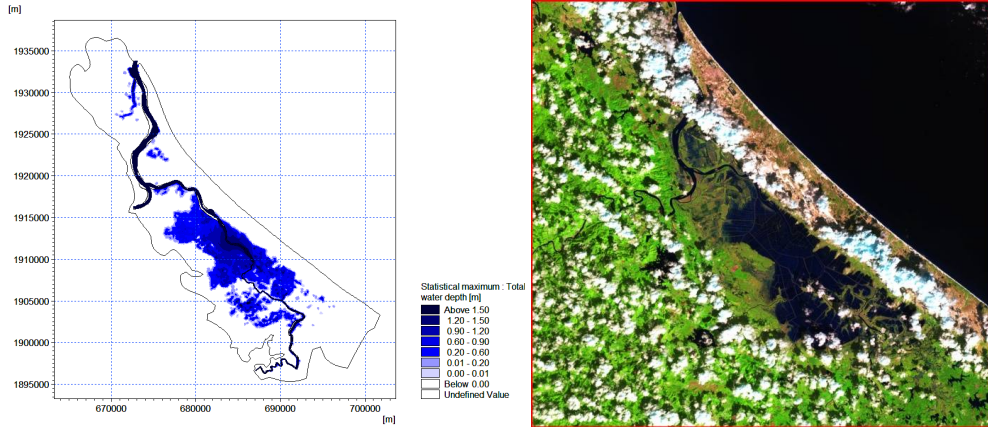 [m]
1935000
1930000
1925000
1920000
1915000
1910000
1905000
1900000
1895000
670000 680000 690000 700000
[m]
Statistical maximum : Total
water depth [m]
Above 1.50
1.20 - 1.50
0.90 - 1.20
0.60 - 0.90
0.20 - 0.60
0.01 - 0.20
0.00 - 0.01
Below 0.00
Undefined Value